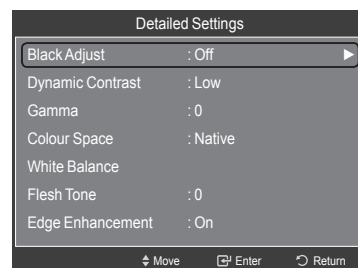 Detailed Settings
Black Adjust : Off
Dynamic Contrast : Low
Gamma : 0
Colour Space : Native
White Balance
Flesh Tone : 0
Edge Enhancement : On
Move Enter Return